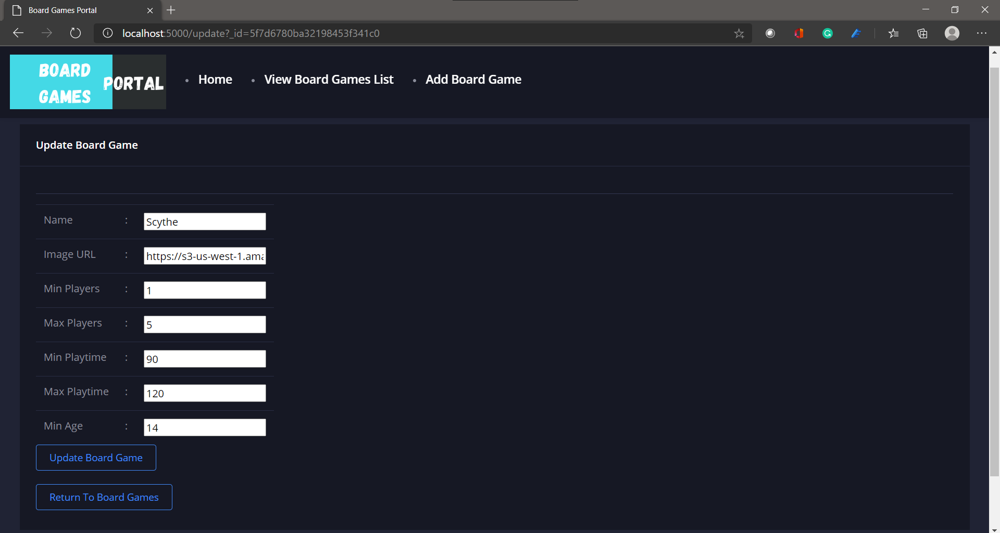 Board Games Portal
localhost:5000/update?_id=5f7d6780ba32198453f341c0
BOARD
GAMES
PORTAL
• Home • View Board Games List • Add Board Game
Update Board Game
Name : Scythe
Image URL : https://s3-us-west-1.ama
Min Players : 1
Max Players : 5
Min Playtime : 90
Max Playtime : 120
Min Age : 14
Update Board Game
Return To Board Games